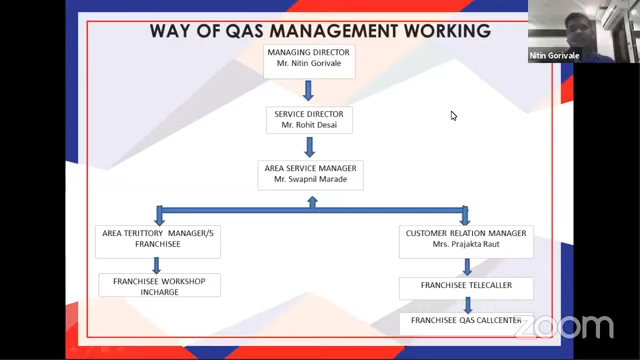 WAY OF QAS MANAGEMENT WORKING
MANAGING DIRECTOR
Mr. Nitin Gorivale
Nitin Gorivale
SERVICE DIRECTOR
Mr. Rohit Desai
AREA SERVICE MANAGER
Mr. Swapnil Marade
AREA TERITTORY MANAGER/5
FRANCHISEE
CUSTOMER RELATION MANAGER
Mrs. Prajakta Raut
FRANCHISEE WORKSHOP
INCHARGE
FRANCHISEE TELECALLER
FRANCHISEE QAS CALLCENTER
zoom